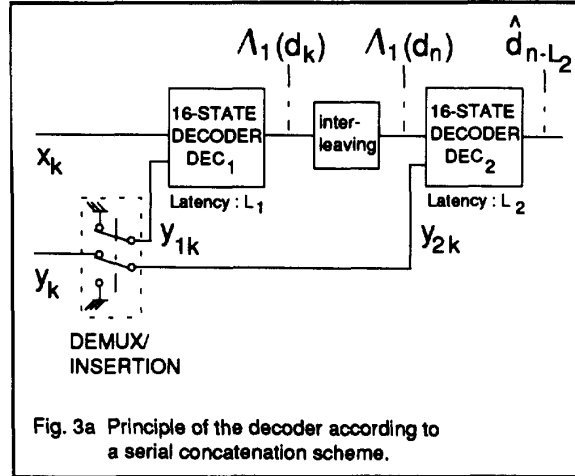 Λ₁(dₖ) Λ₁(dₙ) d̂ₙ₋L₂
16-STATE
DECODER
DEC₁
inter-
leaving
16-STATE
DECODER
DEC₂
xₖ
Latency : L₁
Latency : L₂
y₁ₖ
y₂ₖ
yₖ
DEMUX/
INSERTION
Fig. 3a Principle of the decoder according to
a serial concatenation scheme.